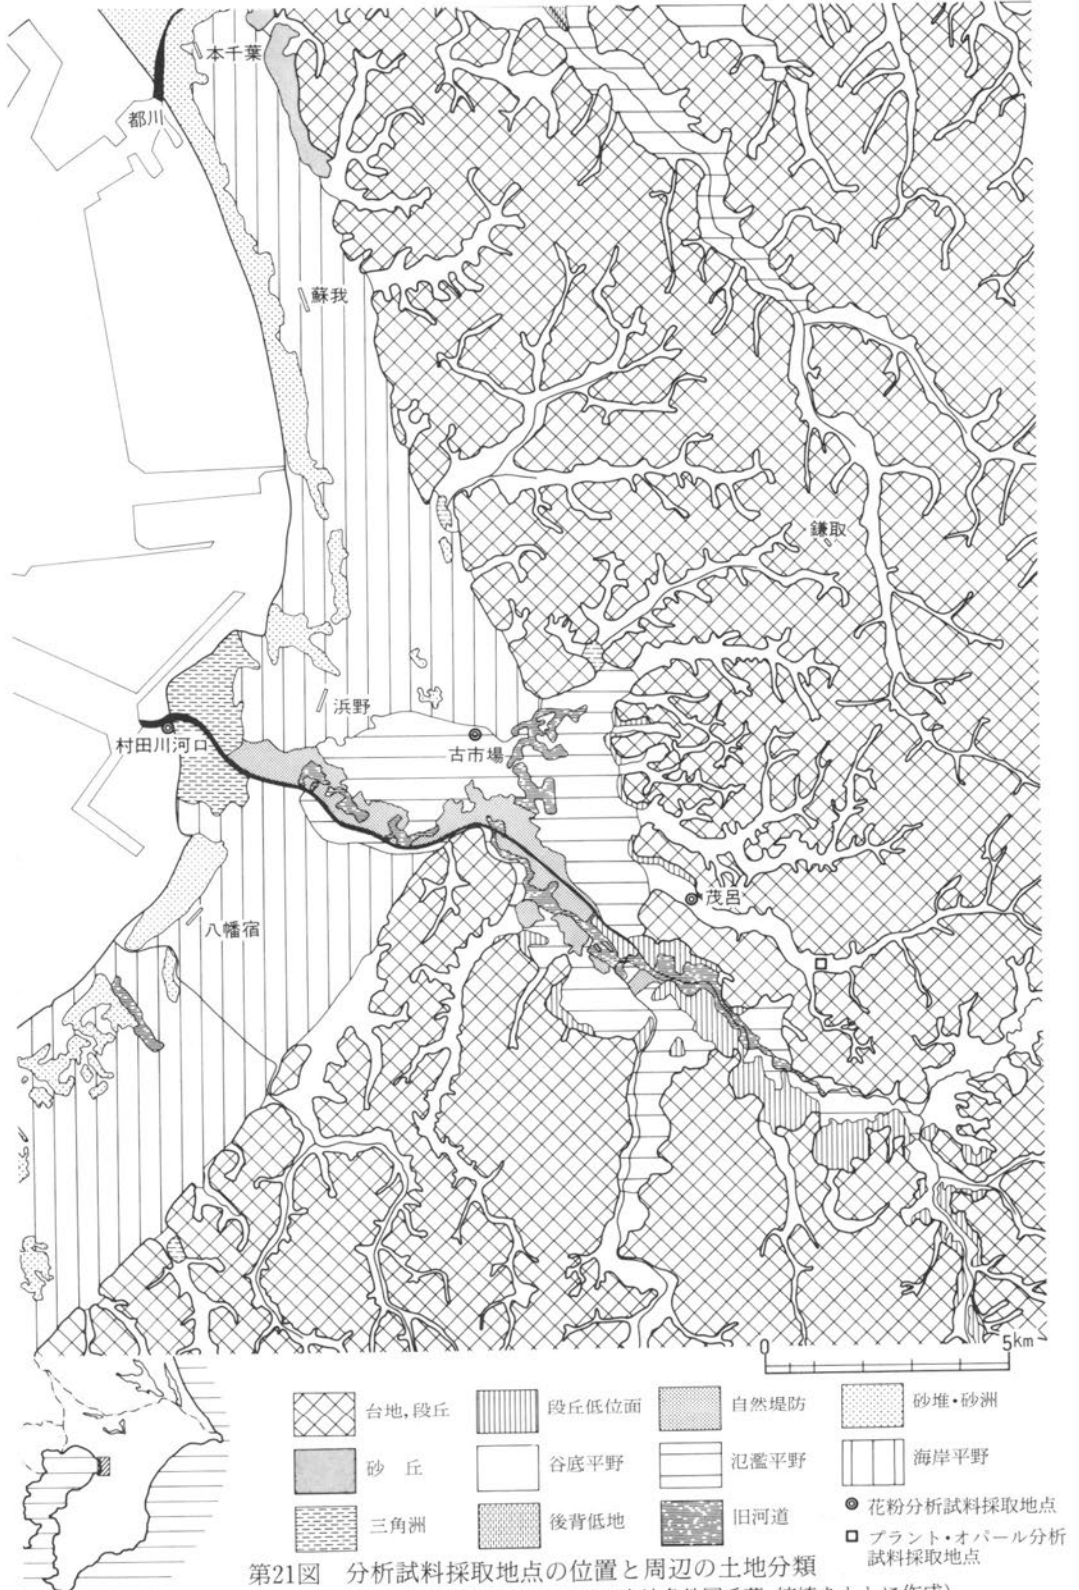 本千葉
都川
蘇我
鎌取
浜野
村田川河口
古市場
茂呂
八幡宿
0
5km
台地,段丘
段丘低位面
自然堤防
砂堆・砂洲
砂 丘
谷底平野
氾濫平野
海岸平野
三角洲
後背低地
旧河道
花粉分析試料採取地点
プラント・オパール分析
試料採取地点
第21図 分析試料採取地点の位置と周辺の土地分類